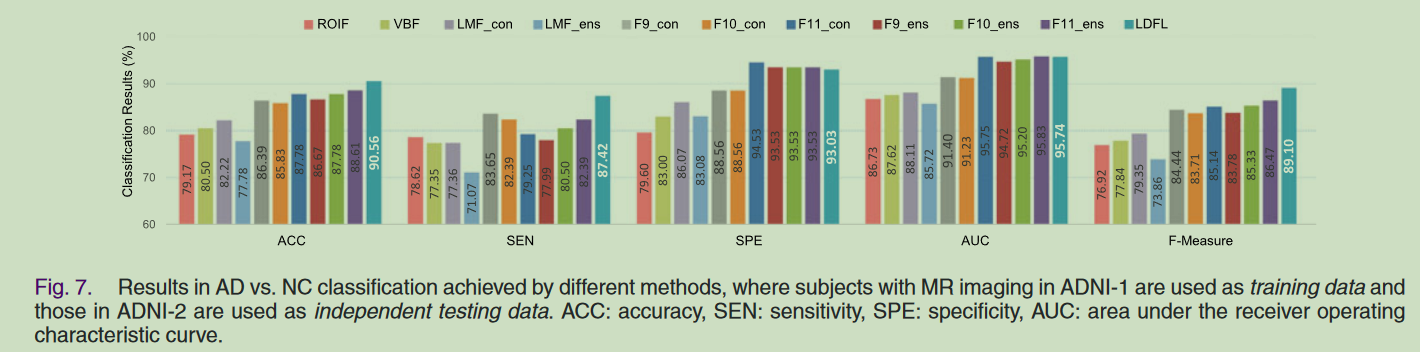 ROIF VBF LMF_con LMF_ens F9_con F10_con F11_con F9_ens F10_ens F11_ens LDFL
Classification Results (%)
100
90
80
70
60
79.17 80.50 82.22 77.78 86.39 85.83 87.78 86.67 87.78 88.61 90.56
78.62 77.35 77.36 71.07 83.65 82.39 79.25 77.99 80.50 82.39 87.42
79.60 83.00 86.07 83.08 88.56 88.56 94.53 93.53 93.53 93.53 93.03
86.73 87.62 88.11 85.72 91.40 91.23 95.75 94.72 95.20 95.83 95.74
76.92 77.84 79.35 73.86 84.44 83.71 85.14 83.78 85.33 86.47 89.10
ACC SEN SPE AUC F-Measure
Fig. 7. Results in AD vs. NC classification achieved by different methods, where subjects with MR imaging in ADNI-1 are used as training data and
those in ADNI-2 are used as independent testing data. ACC: accuracy, SEN: sensitivity, SPE: specificity, AUC: area under the receiver operating
characteristic curve.